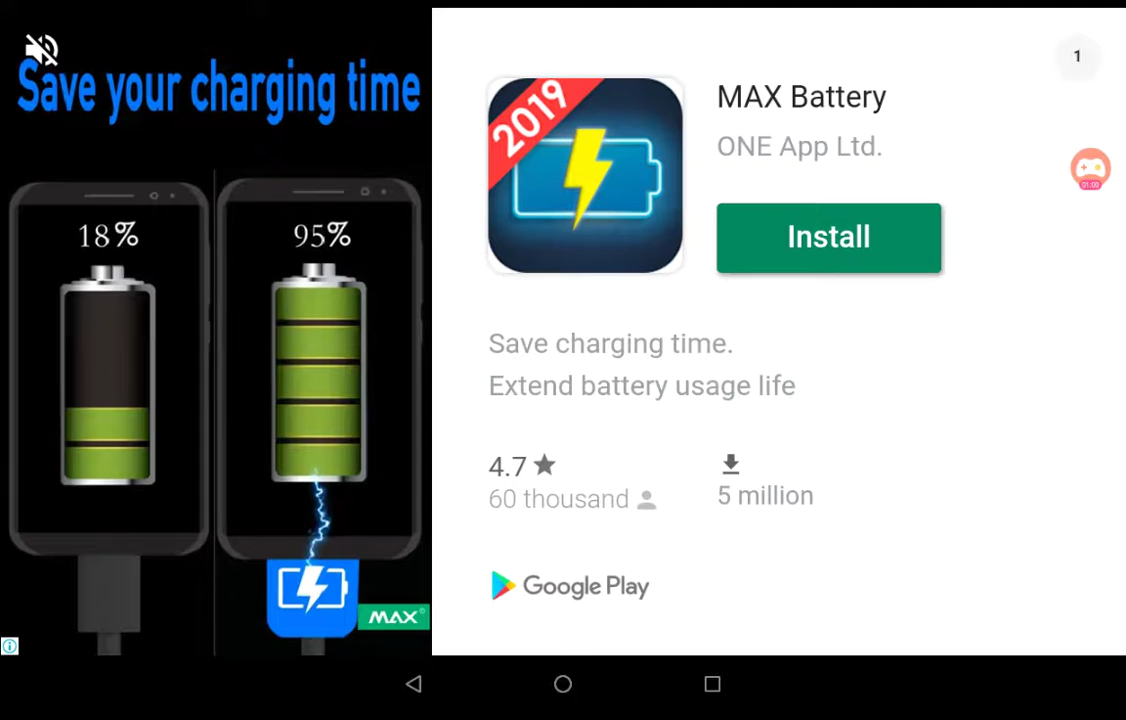 Save your charging time
18%
95%
MAX®
2019
MAX Battery
ONE App Ltd.
Install
Save charging time.
Extend battery usage life
4.7
60 thousand
5 million
Google Play
1
01:00